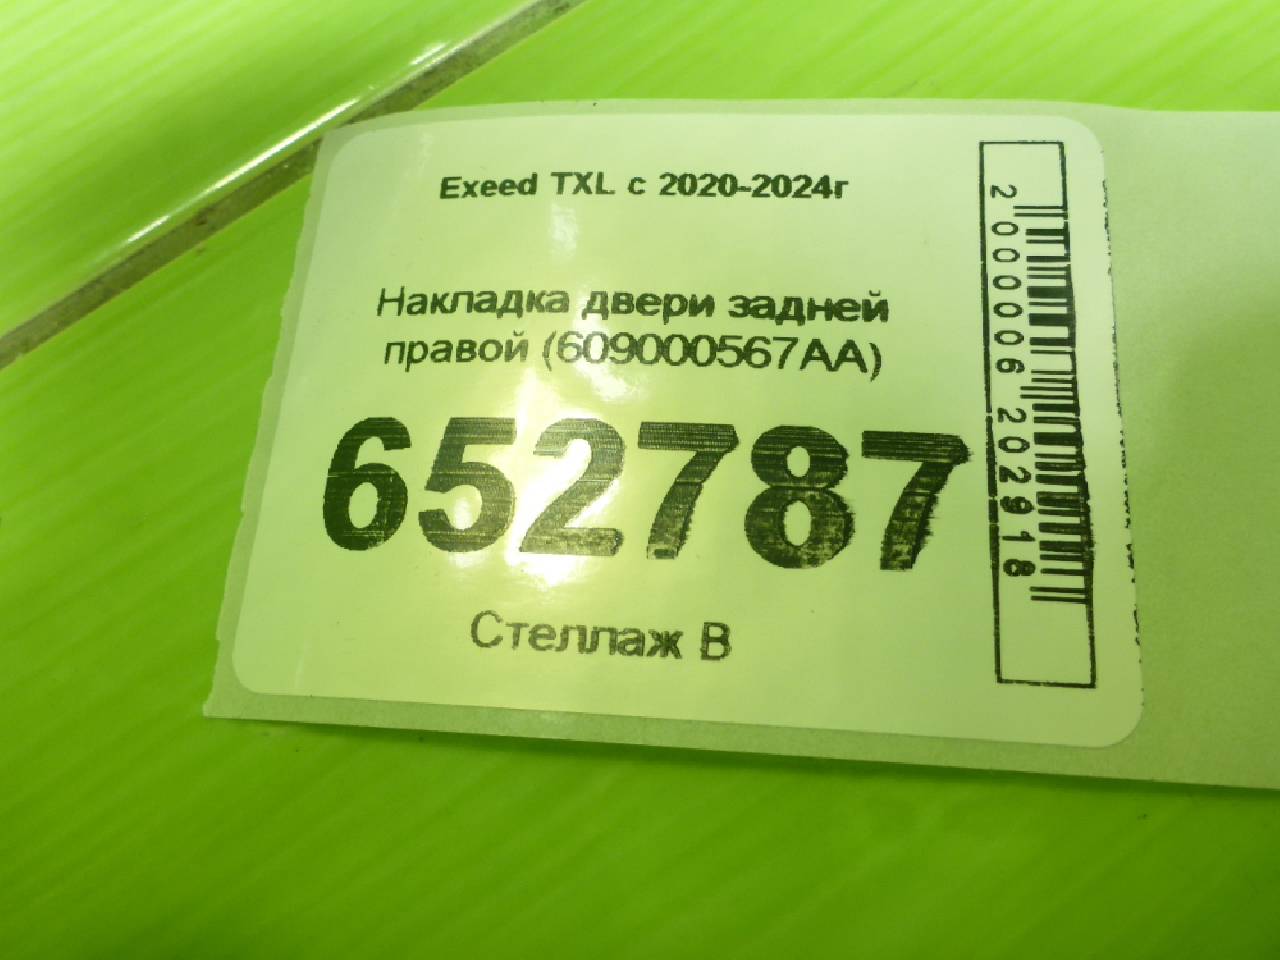 Exeed TXL с 2020-2024г
Накладка двери задней
правой (609000567AA)
652787
Стеллаж В
2000006202918